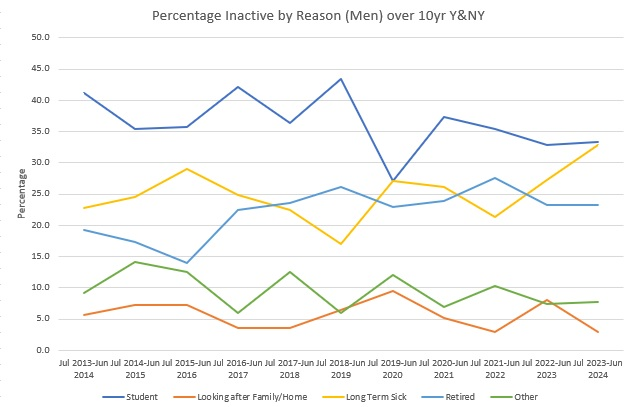 Percentage Inactive by Reason (Men) over 10yr Y&NY
50.0
45.0
40.0
35.0
30.0
25.0
20.0
15.0
10.0
5.0
0.0
Percentage
Jul 2013-Jun Jul 2014-Jun Jul 2015-Jun Jul 2016-Jun Jul 2017-Jun Jul 2018-Jun Jul 2019-Jun Jul 2020-Jun Jul 2021-Jun Jul 2022-Jun Jul 2023-Jun
2014 2015 2016 2017 2018 2019 2020 2021 2022 2023 2024
Student Looking after Family/Home Long Term Sick Retired Other